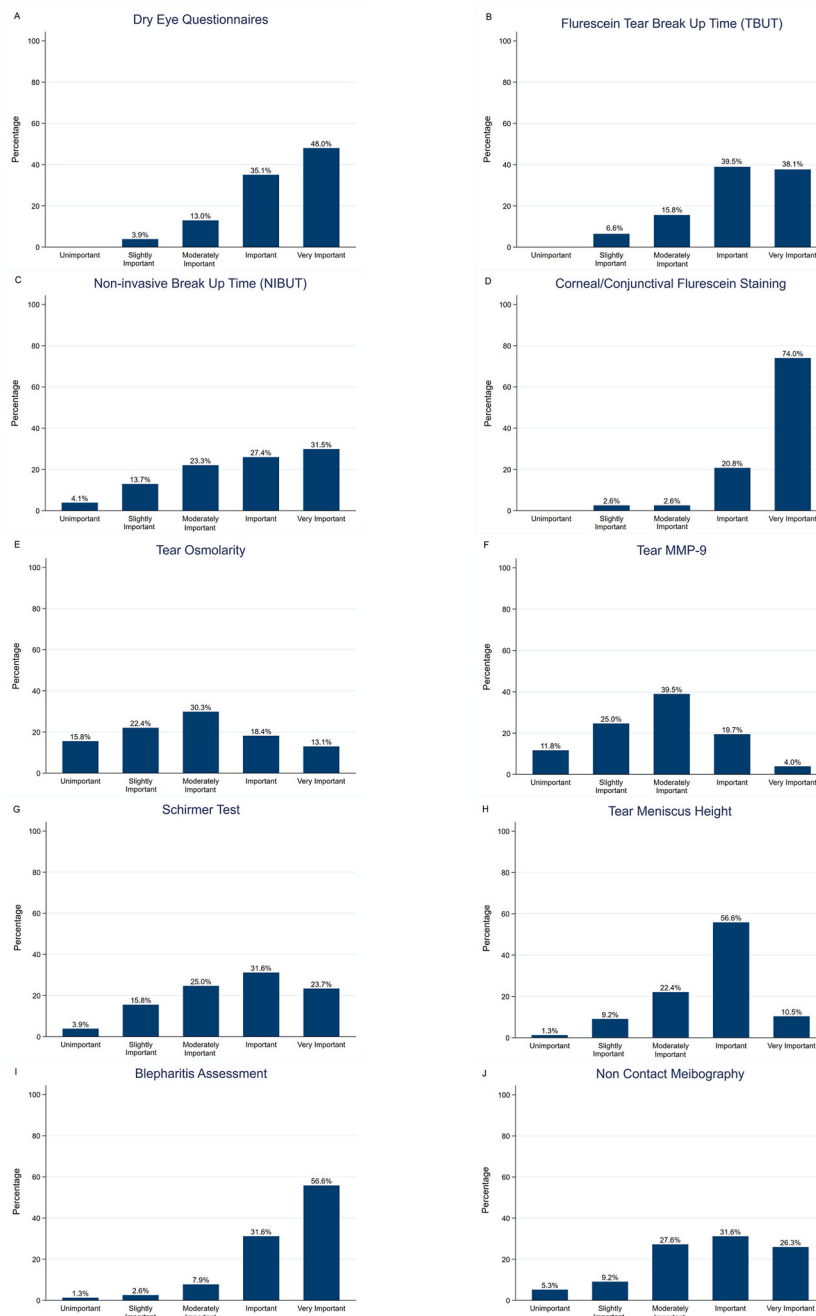 A
Dry Eye Questionnaires
Percentage
100
80
60
40
20
0
3.9%
13.0%
35.1%
48.0%
Unimportant
Slightly
Important
Moderately
Important
Important
Very Important
B
Flurescein Tear Break Up Time (TBUT)
Percentage
100
80
60
40
20
0
6.6%
15.8%
39.5%
38.1%
Unimportant
Slightly
Important
Moderately
Important
Important
Very Important
C
Non-invasive Break Up Time (NIBUT)
Percentage
100
80
60
40
20
0
4.1%
13.7%
23.3%
27.4%
31.5%
Unimportant
Slightly
Important
Moderately
Important
Important
Very Important
D
Corneal/Conjunctival Flurescein Staining
Percentage
100
80
60
40
20
0
2.6%
2.6%
20.8%
74.0%
Unimportant
Slightly
Important
Moderately
Important
Important
Very Important
E
Tear Osmolarity
Percentage
100
80
60
40
20
0
15.8%
22.4%
30.3%
18.4%
13.1%
Unimportant
Slightly
Important
Moderately
Important
Important
Very Important
F
Tear MMP-9
Percentage
100
80
60
40
20
0
11.8%
25.0%
39.5%
19.7%
4.0%
Unimportant
Slightly
Important
Moderately
Important
Important
Very Important
G
Schirmer Test
Percentage
100
80
60
40
20
0
3.9%
15.8%
25.0%
31.6%
23.7%
Unimportant
Slightly
Important
Moderately
Important
Important
Very Important
H
Tear Meniscus Height
Percentage
100
80
60
40
20
0
1.3%
9.2%
22.4%
56.6%
10.5%
Unimportant
Slightly
Important
Moderately
Important
Important
Very Important
I
Blepharitis Assessment
Percentage
100
80
60
40
20
0
1.3%
2.6%
7.9%
31.6%
56.6%
Unimportant
Slightly
Important
Moderately
Important
Important
Very Important
J
Non Contact Meibography
Percentage
100
80
60
40
20
0
5.3%
9.2%
27.6%
31.6%
26.3%
Unimportant
Slightly
Important
Moderately
Important
Important
Very Important